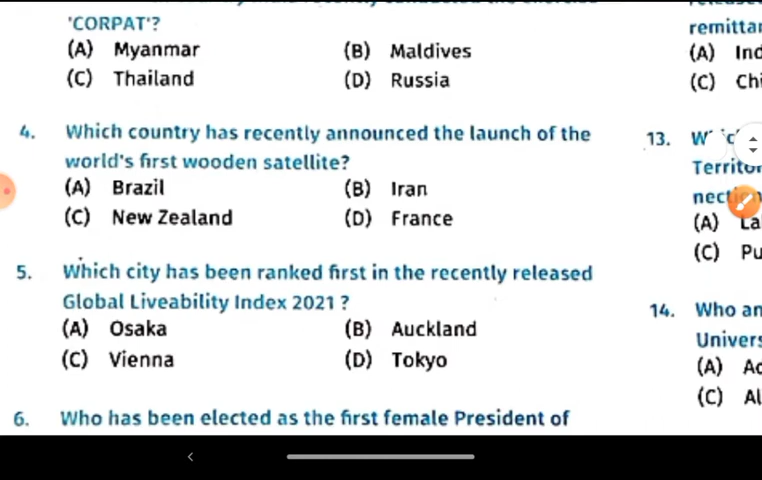 'CORPAT'?
(A) Myanmar (B) Maldives
(C) Thailand (D) Russia
4. Which country has recently announced the launch of the
world's first wooden satellite?
(A) Brazil (B) Iran
(C) New Zealand (D) France
5. Which city has been ranked first in the recently released
Global Liveability Index 2021 ?
(A) Osaka (B) Auckland
(C) Vienna (D) Tokyo
6. Who has been elected as the first female President of
remittar
(A) Ind
(C) Chi
13.
Territor
(A) La
(C) Pu
14. Who an
Univers
(A) Ac
(C) Al